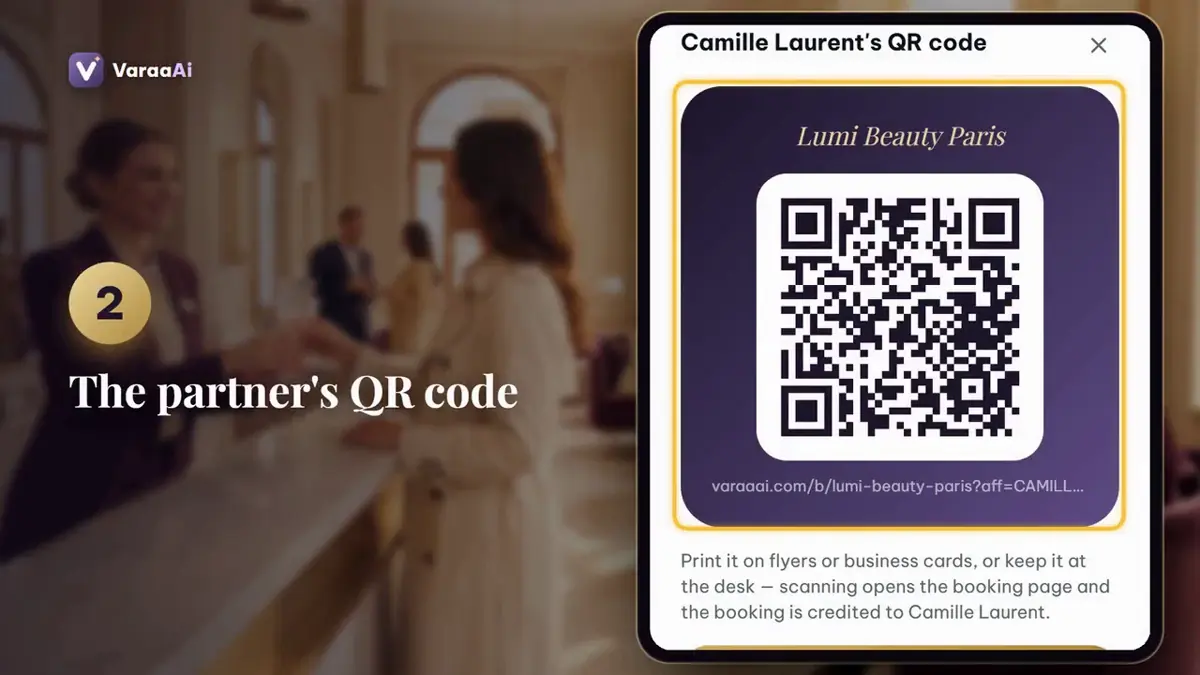 VaraaAi
2
The partner's QR code
Camille Laurent's QR code
Lumi Beauty Paris
varaaai.com/b/lumi-beauty-paris?aff=CAMILL...
Print it on flyers or business cards, or keep it at
the desk — scanning opens the booking page and
the booking is credited to Camille Laurent.